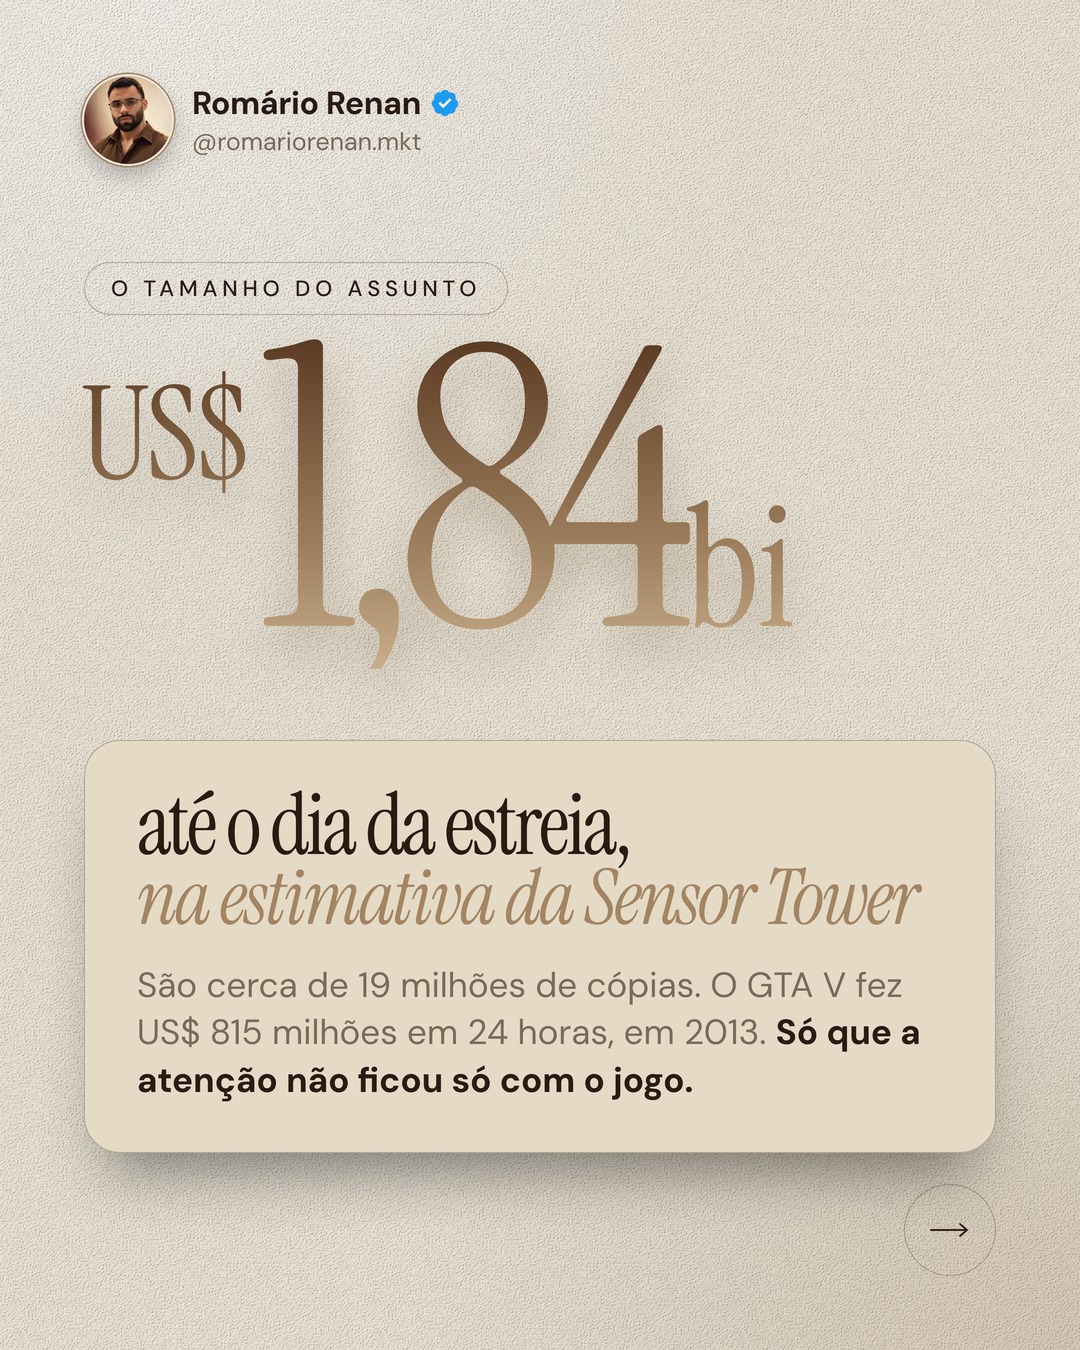 Romário Renan
@romariorenan.mkt
O TAMANHO DO ASSUNTO
US$ 1,84 bi
até o dia da estreia,
na estimativa da Sensor Tower
São cerca de 19 milhões de cópias. O GTA V fez
US$ 815 milhões em 24 horas, em 2013. Só que a
atenção não ficou só com o jogo.